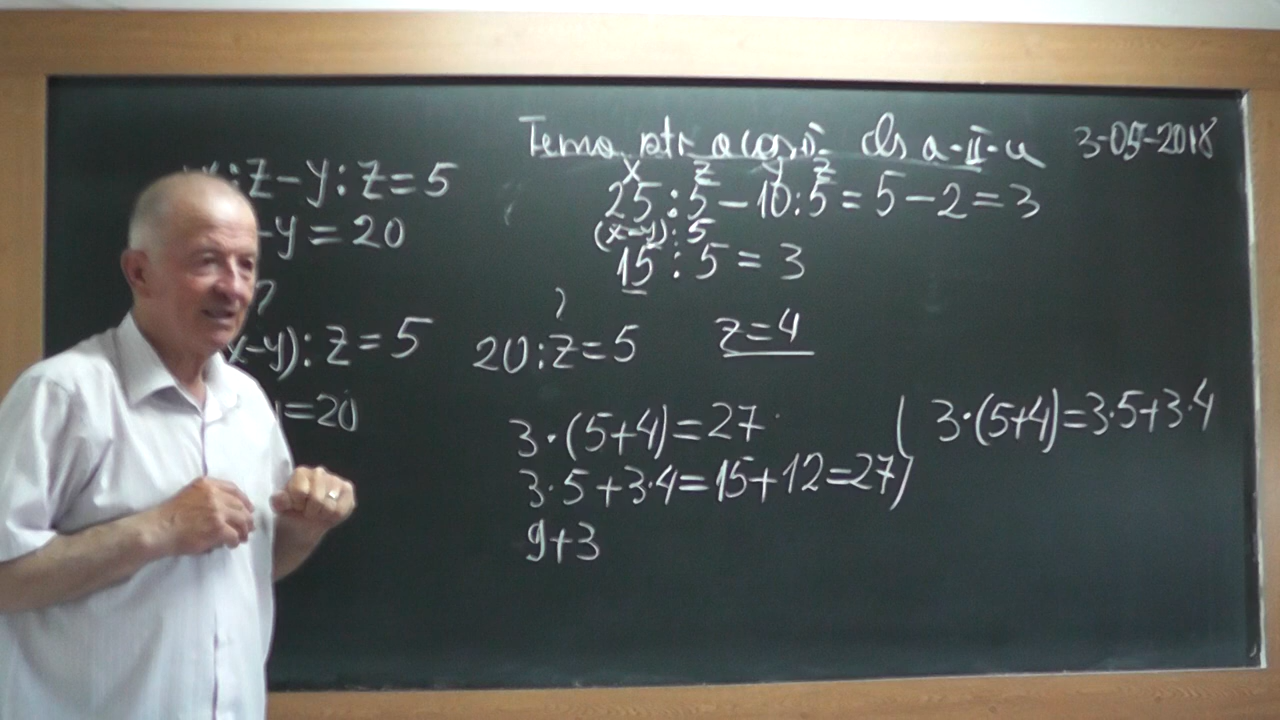 Tema ptr acasă cls a-II-a 3-05-2018
x:z-y:z=5
-y=20
?
x-y):z=5
=20
x z y z
25:5-10:5=5-2=3
(x-y):5
15:5=3
?
20:z=5 z=4
3·(5+4)=27
3·5+3·4=15+12=27
9+3
3·(5+4)=3·5+3·4